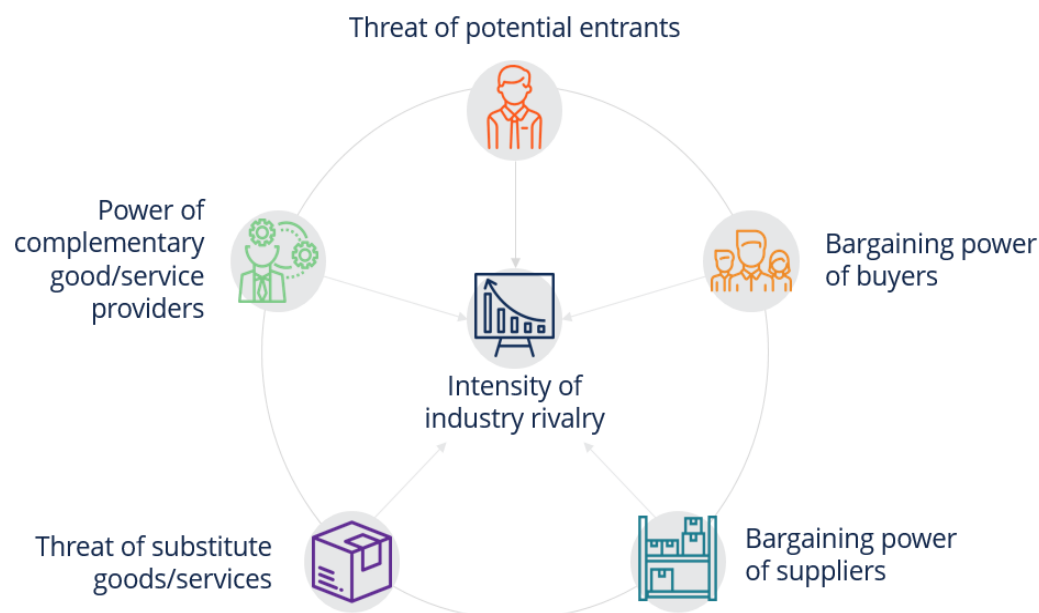 Threat of potential entrants
Power of
complementary
good/service
providers
Bargaining power
of buyers
Intensity of
industry rivalry
Threat of substitute
goods/services
Bargaining power
of suppliers